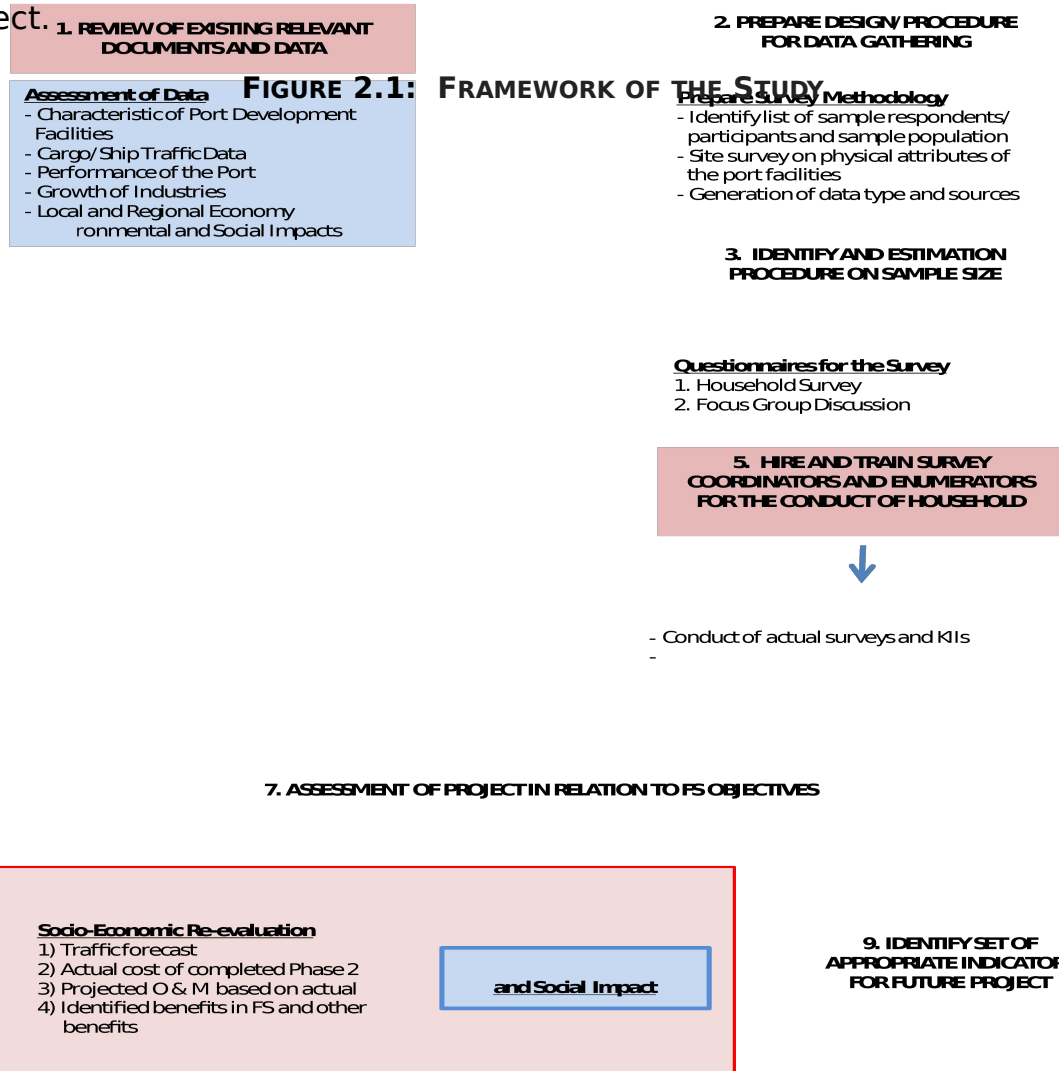 ect.
1. REVIEW OF EXISTING RELEVANT
DOCUMENTS AND DATA
2. PREPARE DESIGN/ PROCEDURE
FOR DATA GATHERING
FIGURE 2.1: FRAMEWORK OF THE STUDY
Assessment of Data
- Characteristic of Port Development
Facilities
- Cargo/Ship Traffic Data
- Performance of the Port
- Growth of Industries
- Local and Regional Economy
ronmental and Social Impacts
Prepare Survey Methodology
- Identify list of sample respondents/
participants and sample population
- Site survey on physical attributes of
the port facilities
- Generation of data type and sources
3. IDENTIFY AND ESTIMATION
PROCEDURE ON SAMPLE SIZE
Questionnaires for the Survey
1. Household Survey
2. Focus Group Discussion
5. HIRE AND TRAIN SURVEY
COORDINATORS AND ENUMERATORS
FOR THE CONDUCT OF HOUSEHOLD
- Conduct of actual surveys and KIIs
-
7. ASSESSMENT OF PROJECT IN RELATION TO FS OBJECTIVES
Socio-Economic Re-evaluation
1) Traffic forecast
2) Actual cost of completed Phase 2
3) Projected O & M based on actual
4) Identified benefits in FS and other
benefits
and Social Impact
9. IDENTIFY SET OF
APPROPRIATE INDICATOR
FOR FUTURE PROJECT